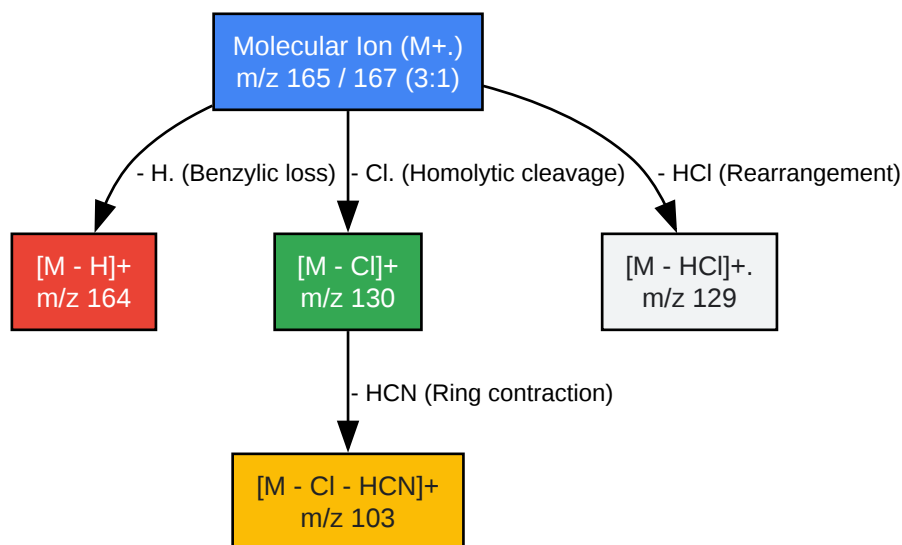 Molecular Ion (M+.)
m/z 165 / 167 (3:1)
- H. (Benzylic loss)
- Cl. (Homolytic cleavage)
- HCl (Rearrangement)
[M - H]+
m/z 164
[M - Cl]+
m/z 130
[M - HCl]+.
m/z 129
- HCN (Ring contraction)
[M - Cl - HCN]+
m/z 103